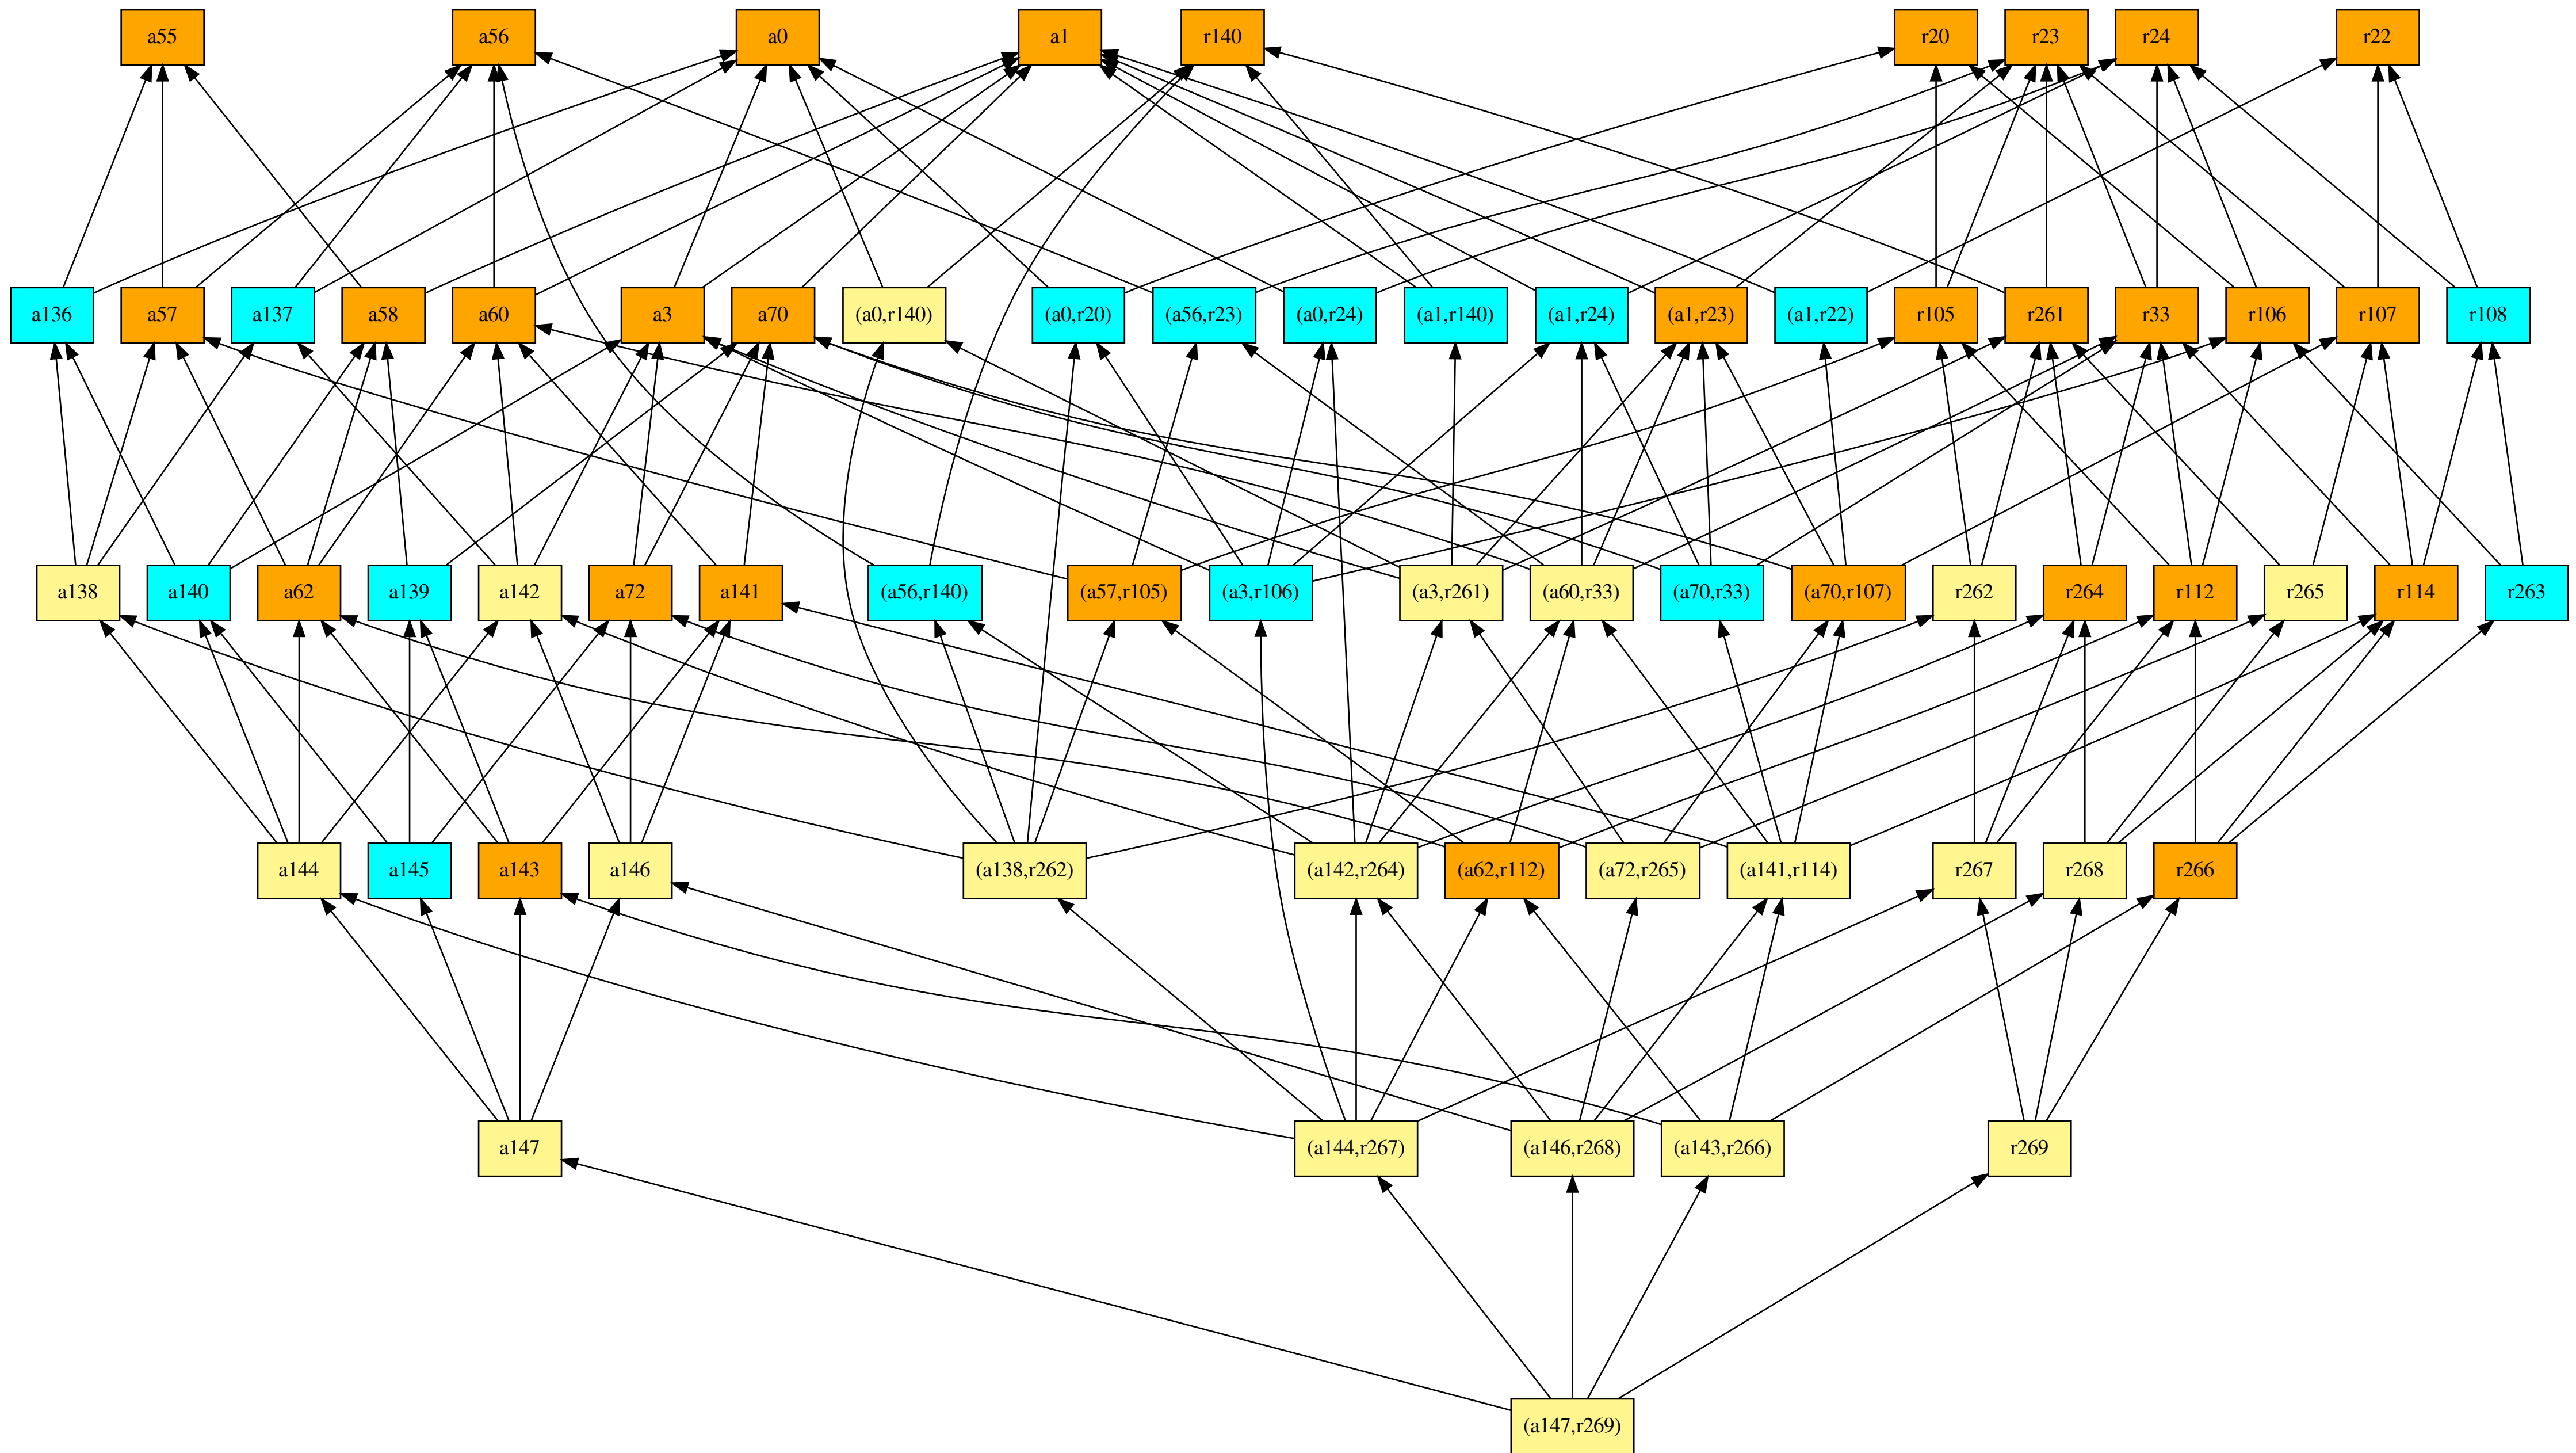 a55 a56 a0 a1 r140 r20 r23 r24 r22
a136 a57 a137 a58 a60 a3 a70 (a0,r140) (a0,r20) (a56,r23) (a0,r24) (a1,r140) (a1,r24) (a1,r23) (a1,r22) r105 r261 r33 r106 r107 r108
a138 a140 a62 a139 a142 a72 a141 (a56,r140) (a57,r105) (a3,r106) (a3,r261) (a60,r33) (a70,r33) (a70,r107) r262 r264 r112 r265 r114 r263
a144 a145 a143 a146 (a138,r262) (a142,r264) (a62,r112) (a72,r265) (a141,r114) r267 r268 r266
a147 (a144,r267) (a146,r268) (a143,r266) r269
(a147,r269)